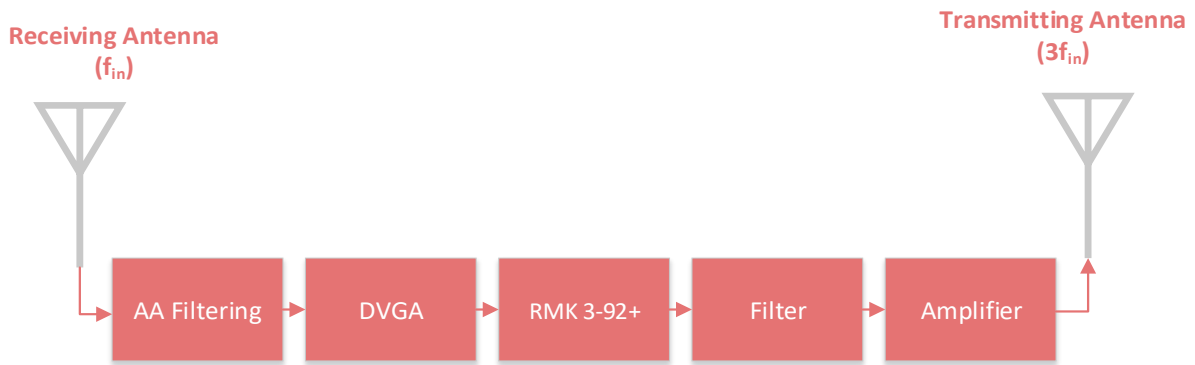 Receiving Antenna
(fin)
Transmitting Antenna
(3fin)
AA Filtering
DVGA
RMK 3-92+
Filter
Amplifier